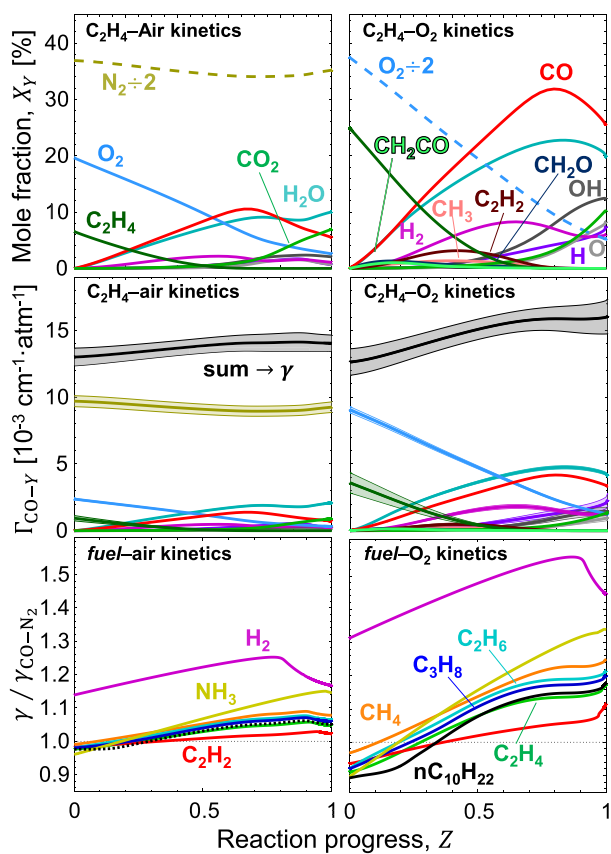 C₂H₄–Air kinetics
C₂H₄–O₂ kinetics
Mole fraction, X_Y [%]
40
30
20
10
0
N₂÷2
O₂
C₂H₄
CO₂
H₂O
O₂÷2
CO
CH₂CO
CH₂O
OH
C₂H₂
CH₃
H₂
H
O
C₂H₄–air kinetics
C₂H₄–O₂ kinetics
Γ_CO–Y [10⁻³ cm⁻¹·atm⁻¹]
15
10
5
0
sum → γ
fuel–air kinetics
fuel–O₂ kinetics
γ / γ_CO–N₂
1.5
1.4
1.3
1.2
1.1
1.0
0.9
H₂
NH₃
C₂H₂
C₂H₆
C₃H₈
CH₄
C₂H₄
nC₁₀H₂₂
0 0.5 1 0 0.5 1
Reaction progress, Z